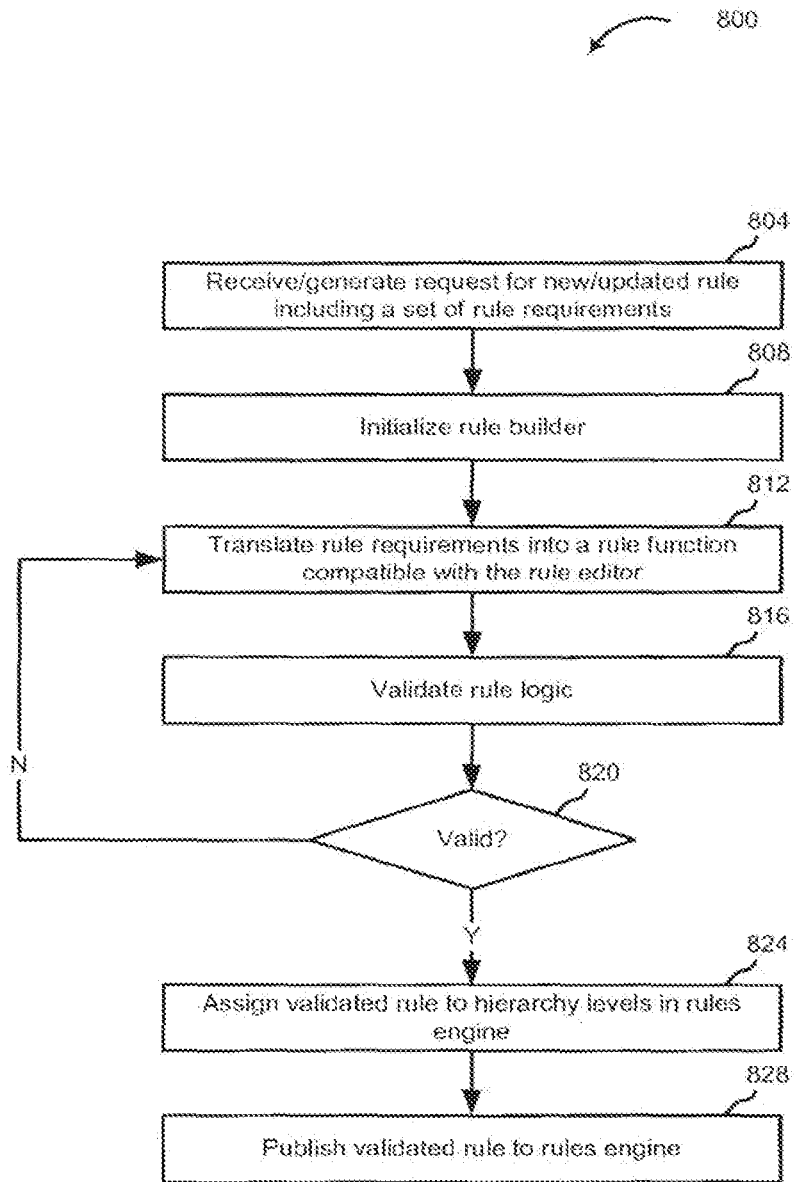 800
804
Receive/generate request for new/updated rule
including a set of rule requirements
808
Initialize rule builder
812
Translate rule requirements into a rule function
compatible with the rule editor
816
Validate rule logic
N
820
Valid?
Y
824
Assign validated rule to hierarchy levels in rules
engine
828
Publish validated rule to rules engine